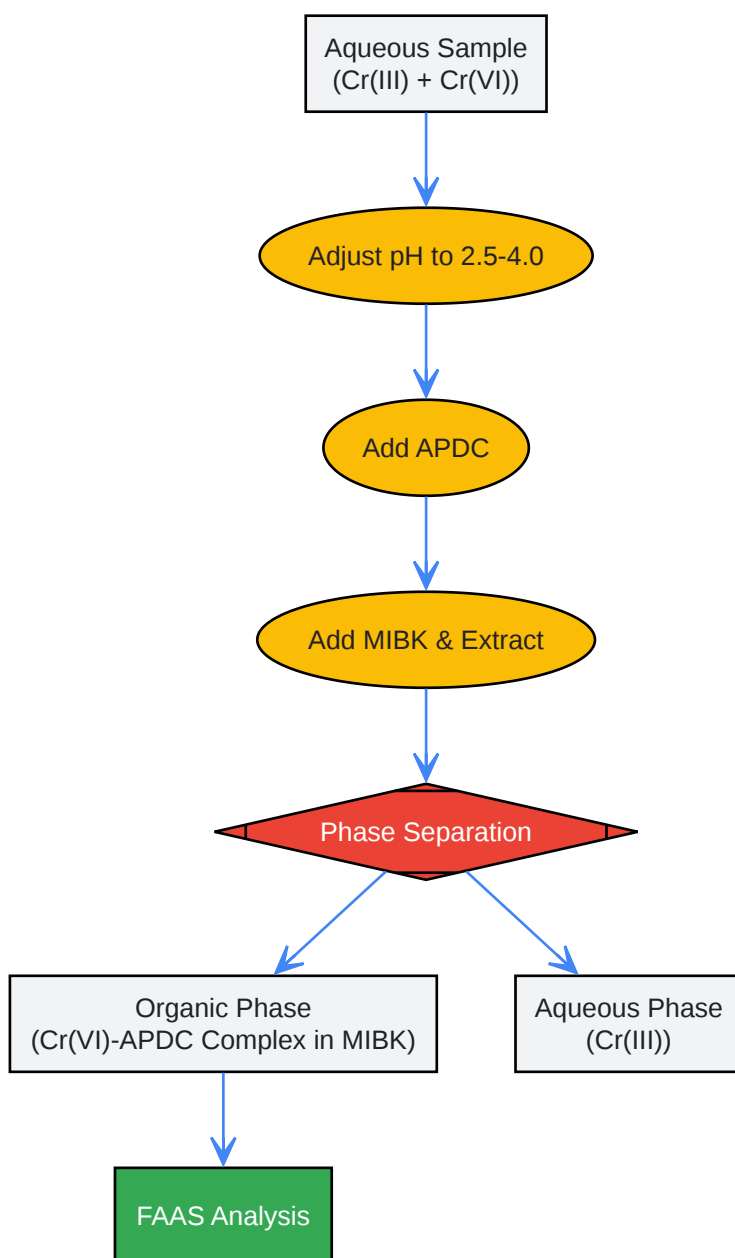 Aqueous Sample
(Cr(III) + Cr(VI))
Adjust pH to 2.5-4.0
Add APDC
Add MIBK & Extract
Phase Separation
Organic Phase
(Cr(VI)-APDC Complex in MIBK)
Aqueous Phase
(Cr(III))
FAAS Analysis